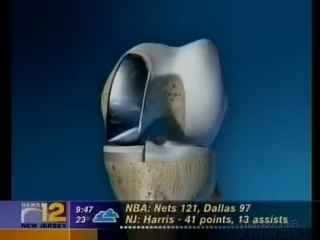 NEWS 12
NEW JERSEY
9:47
23°
NBA: Nets 121, Dallas 97
NJ: Harris - 41 points, 13 assists